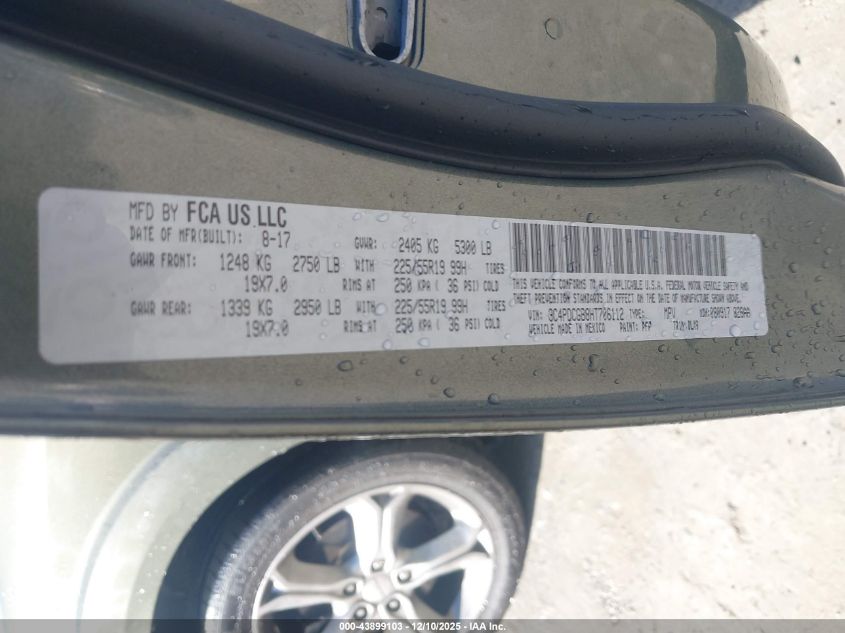 MFD BY FCA US LLC
DATE OF MFR(BUILT): 8-17 GVWR: 2405 KG 5300 LB
GAWR FRONT: 1248 KG 2750 LB WITH 225/55R19 99H TIRES
19X7.0 RIMS AT 250 KPA ( 36 PSI) COLD
GAWR REAR: 1339 KG 2950 LB WITH 225/55R19 99H TIRES
19X7.0 RIMS AT 250 KPA ( 36 PSI) COLD
THIS VEHICLE CONFORMS TO ALL APPLICABLE U.S.A. FEDERAL MOTOR VEHICLE SAFETY AND
THEFT PREVENTION STANDARDS IN EFFECT ON THE DATE OF MANUFACTURE SHOWN ABOVE.
VIN: 3C4PDCGB8HT706112 TYPE: MPV
VEHICLE MADE IN MEXICO PAINT: TRIM:
000-43899103 - 12/10/2025 - IAA, Inc.